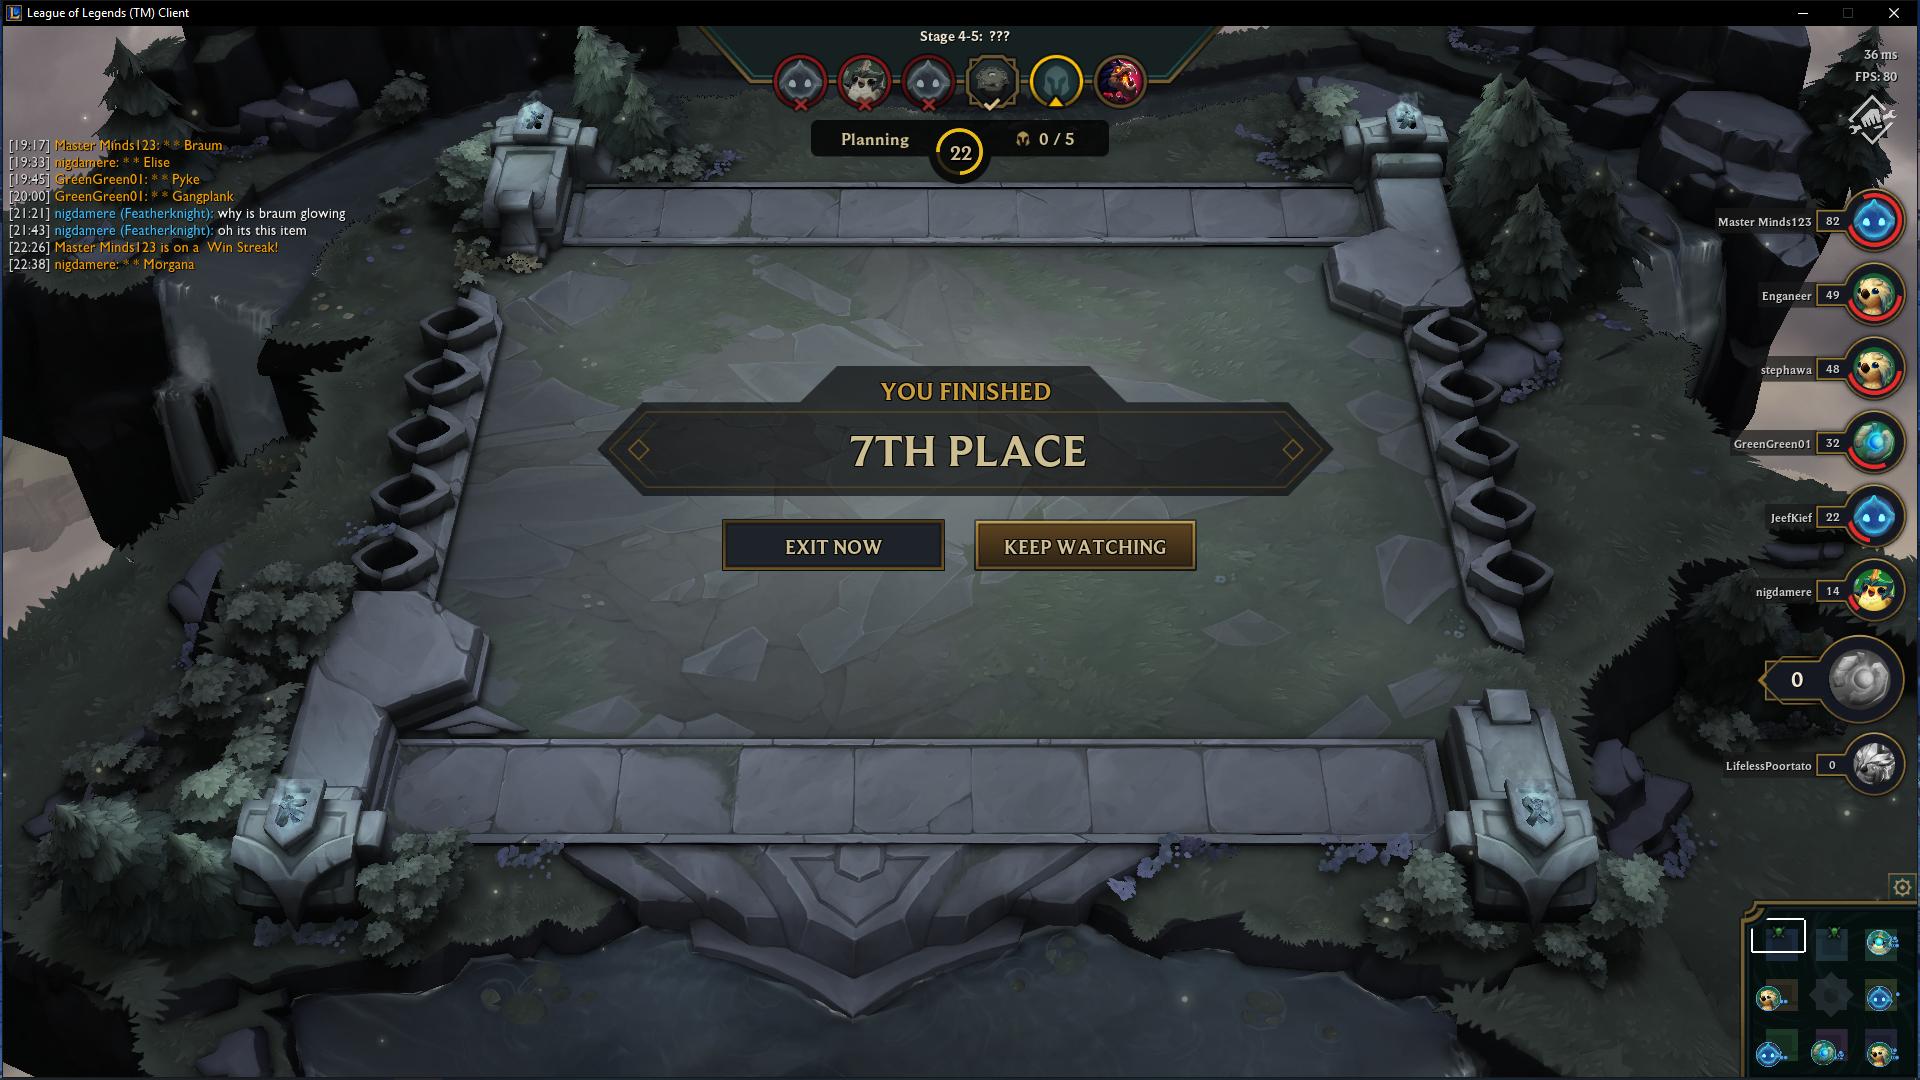 League of Legends (TM) Client
Stage 4-5: ???
36 ms
FPS: 80
Planning
22
0 / 5
[19:17] Master Minds123: * * Braum
[19:33] nigdamere: * * Elise
[19:45] GreenGreen01: * * Pyke
[20:00] GreenGreen01: * * Gangplank
[21:21] nigdamere (Featherknight): why is braum glowing
[21:43] nigdamere (Featherknight): oh its this item
[22:26] Master Minds123 is on a  Win Streak!
[22:38] nigdamere: * * Morgana
Master Minds123 82
Enganeer 49
stephawa 48
YOU FINISHED
7TH PLACE
GreenGreen01 32
JeefKief 22
EXIT NOW
KEEP WATCHING
nigdamere 14
0
LifelessPoortato 0